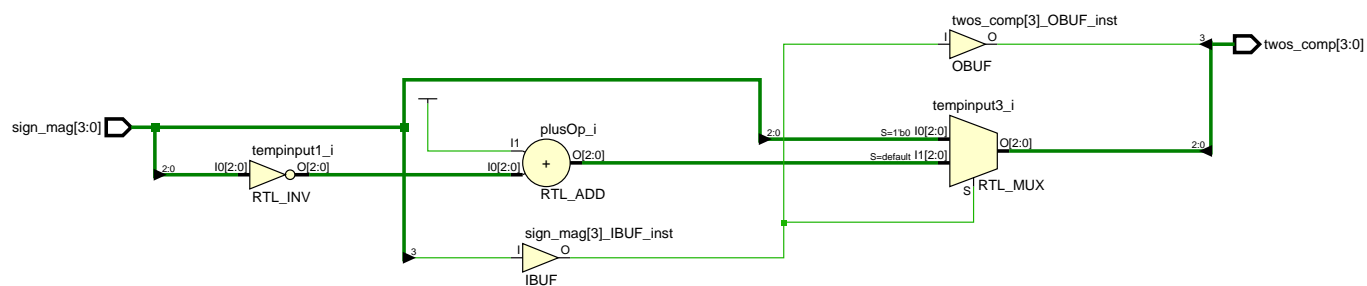 twos_comp[3]_OBUF_inst
I O 3 twos_comp[3:0]
OBUF
sign_mag[3:0]
tempinput3_i
plusOp_i
2:0 S=1'b0 I0[2:0]
tempinput1_i
I1 O[2:0] S=default I1[2:0] O[2:0] 2:0
2:0 I0[2:0] O[2:0] I0[2:0] +
RTL_INV RTL_ADD S RTL_MUX
sign_mag[3]_IBUF_inst
3 I O
IBUF